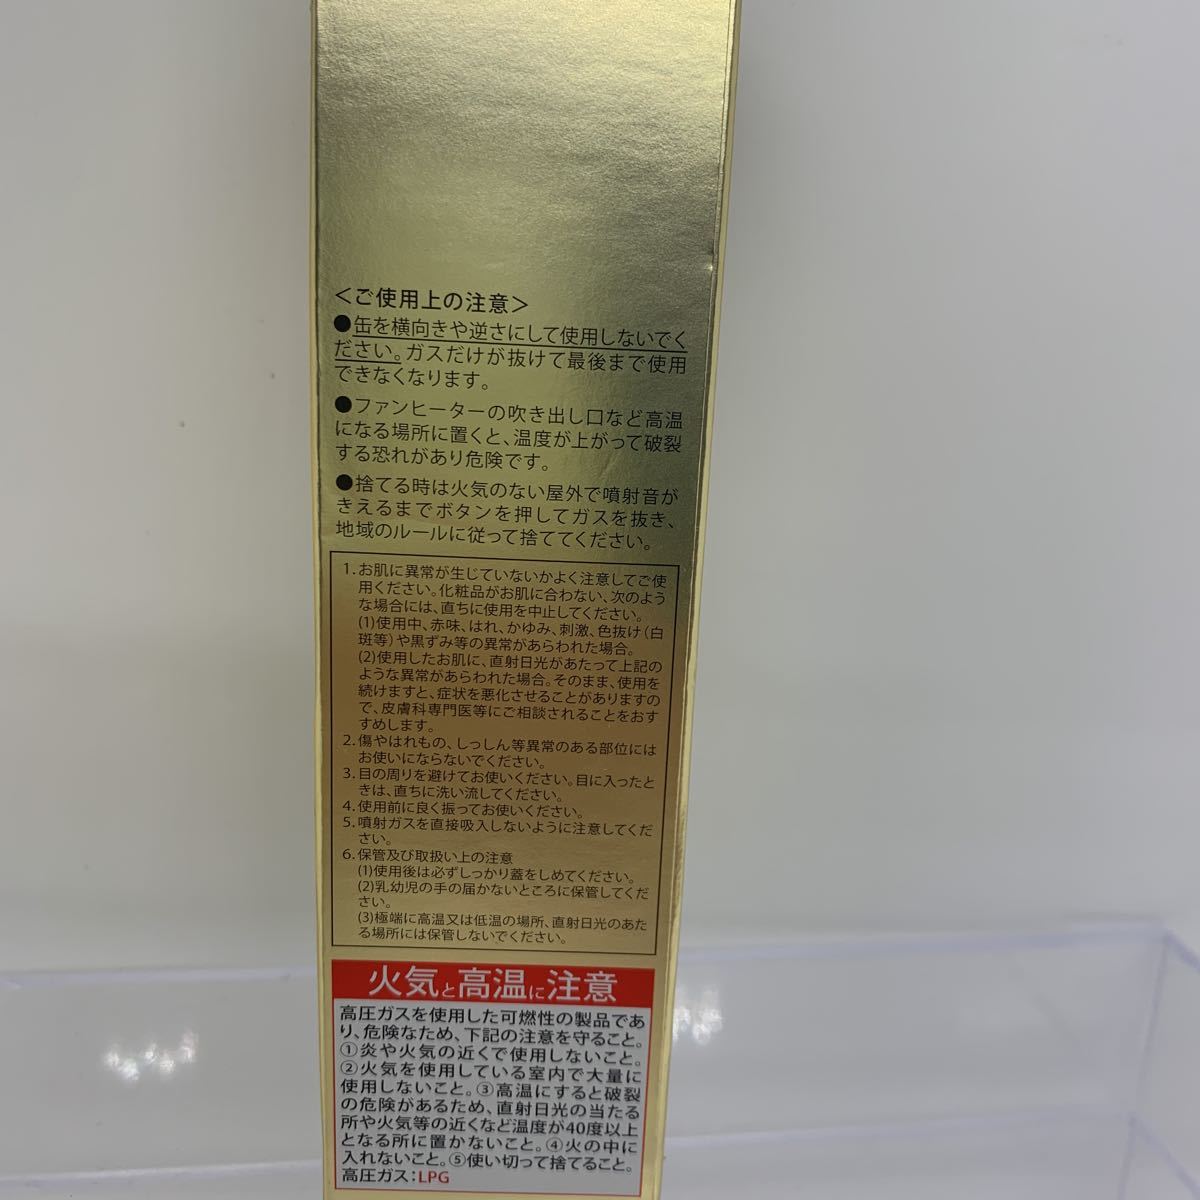 ＜ご使用上の注意＞
●缶を横向きや逆さにして使用しないでく
ださい。ガスだけが抜けて最後まで使用
できなくなります。
●ファンヒーターの吹き出し口など高温
になる場所に置くと、温度が上がって破裂
する恐れがあり危険です。
●捨てる時は火気のない屋外で噴射音が
きえるまでボタンを押してガスを抜き、
地域のルールに従って捨ててください。
1. お肌に異常が生じていないかよく注意してご使
用ください。化粧品がお肌に合わない、次のよう
な場合には、直ちに使用を中止してください。
(1)使用中、赤味、はれ、かゆみ、刺激、色抜け(白
斑等)や黒ずみ等の異常があらわれた場合。
(2)使用したお肌に、直射日光があたって上記の
ような異常があらわれた場合。そのまま、使用を
続けますと、症状を悪化させることがありますの
で、皮膚科専門医等にご相談されることをおす
すめします。
2. 傷やはれもの、しっしん等異常のある部位には
お使いにならないでください。
3. 目の周りを避けてお使いください。目に入ったと
きは、直ちに洗い流してください。
4. 使用前に良く振ってお使いください。
5. 噴射ガスを直接吸入しないように注意してくだ
さい。
6. 保管及び取扱い上の注意
(1)使用後は必ずしっかり蓋をしめてください。
(2)乳幼児の手の届かないところに保管してくだ
さい。
(3)極端に高温又は低温の場所、直射日光のあた
る場所には保管しないでください。
火気と高温に注意
高圧ガスを使用した可燃性の製品であ
り、危険なため、下記の注意を守ること。
①炎や火気の近くで使用しないこと。
②火気を使用している室内で大量に
使用しないこと。③高温にすると破裂
の危険があるため、直射日光の当たる
所や火気等の近くなど温度が40度以上
となる所に置かないこと。④火の中に
入れないこと。⑤使い切って捨てること。
高圧ガス：LPG